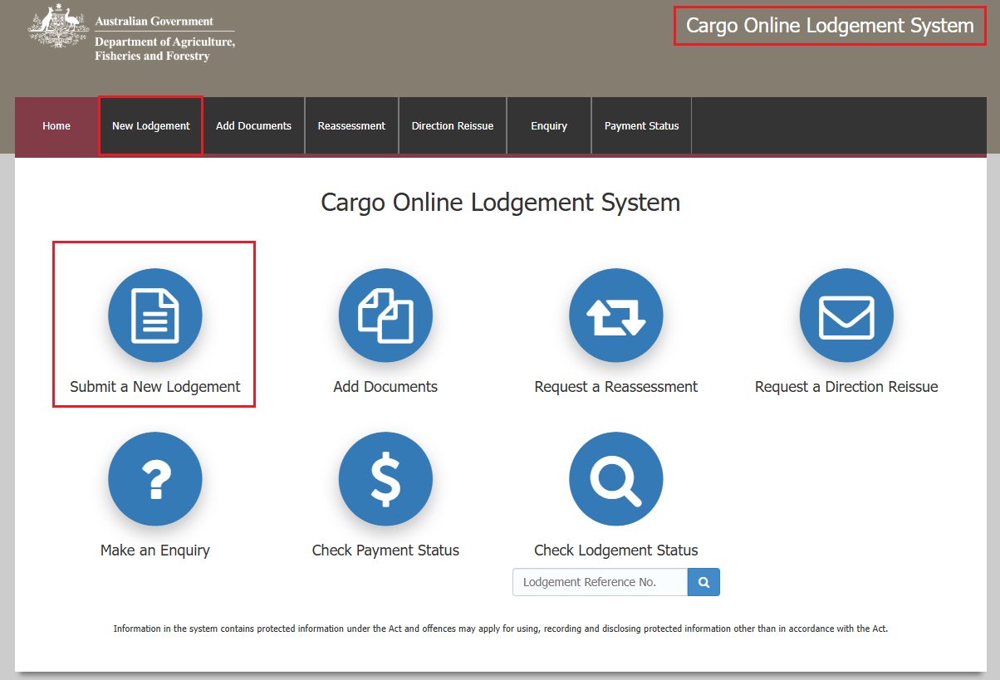 Australian Government
Department of Agriculture,
Fisheries and Forestry
Cargo Online Lodgement System
Home
New Lodgement
Add Documents
Reassessment
Direction Reissue
Enquiry
Payment Status
Cargo Online Lodgement System
Submit a New Lodgement
Add Documents
Request a Reassessment
Request a Direction Reissue
Make an Enquiry
Check Payment Status
Check Lodgement Status
Lodgement Reference No.
Information in the system contains protected information under the Act and offences may apply for using, recording and disclosing protected information other than in accordance with the Act.